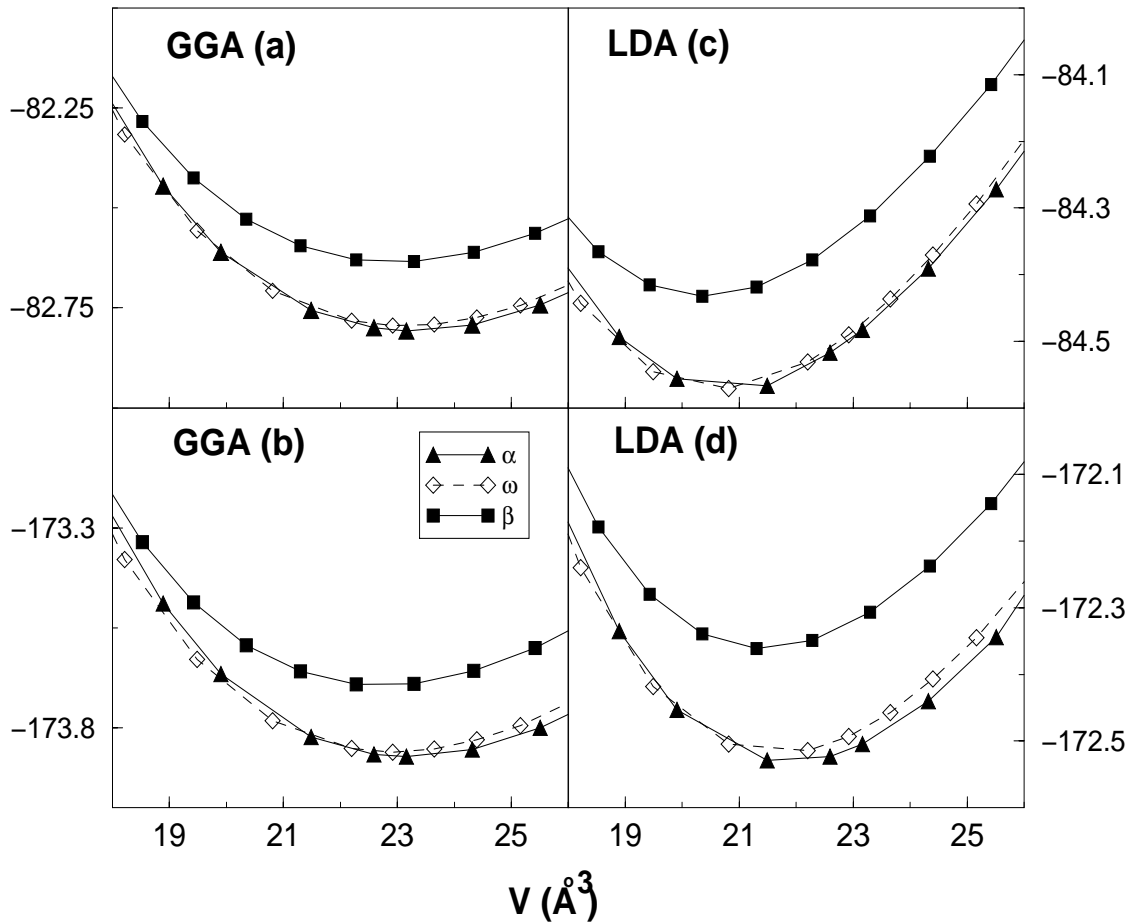 GGA (a)
LDA (c)
−82.25
−82.75
−84.1
−84.3
−84.5
GGA (b)
LDA (d)
α
ω
β
−173.3
−173.8
−172.1
−172.3
−172.5
19 21 23 25 19 21 23 25
V (Å³)